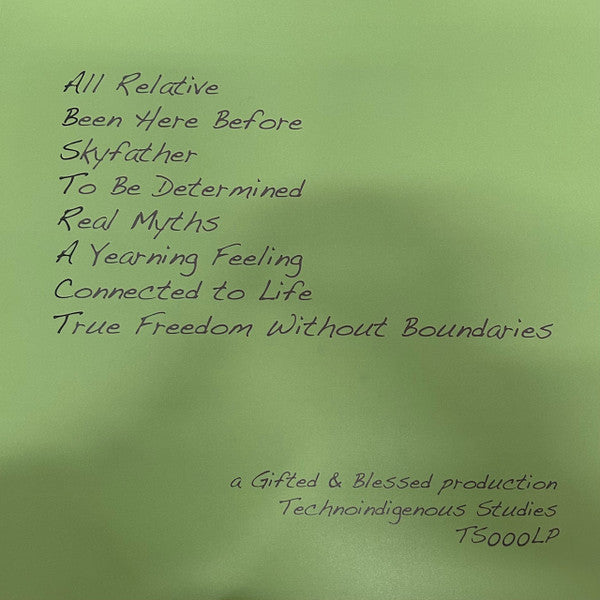 All Relative
Been Here Before
Skyfather
To Be Determined
Real Myths
A Yearning Feeling
Connected to Life
True Freedom Without Boundaries
a Gifted & Blessed production
Technoindigenous Studies
TS000LP